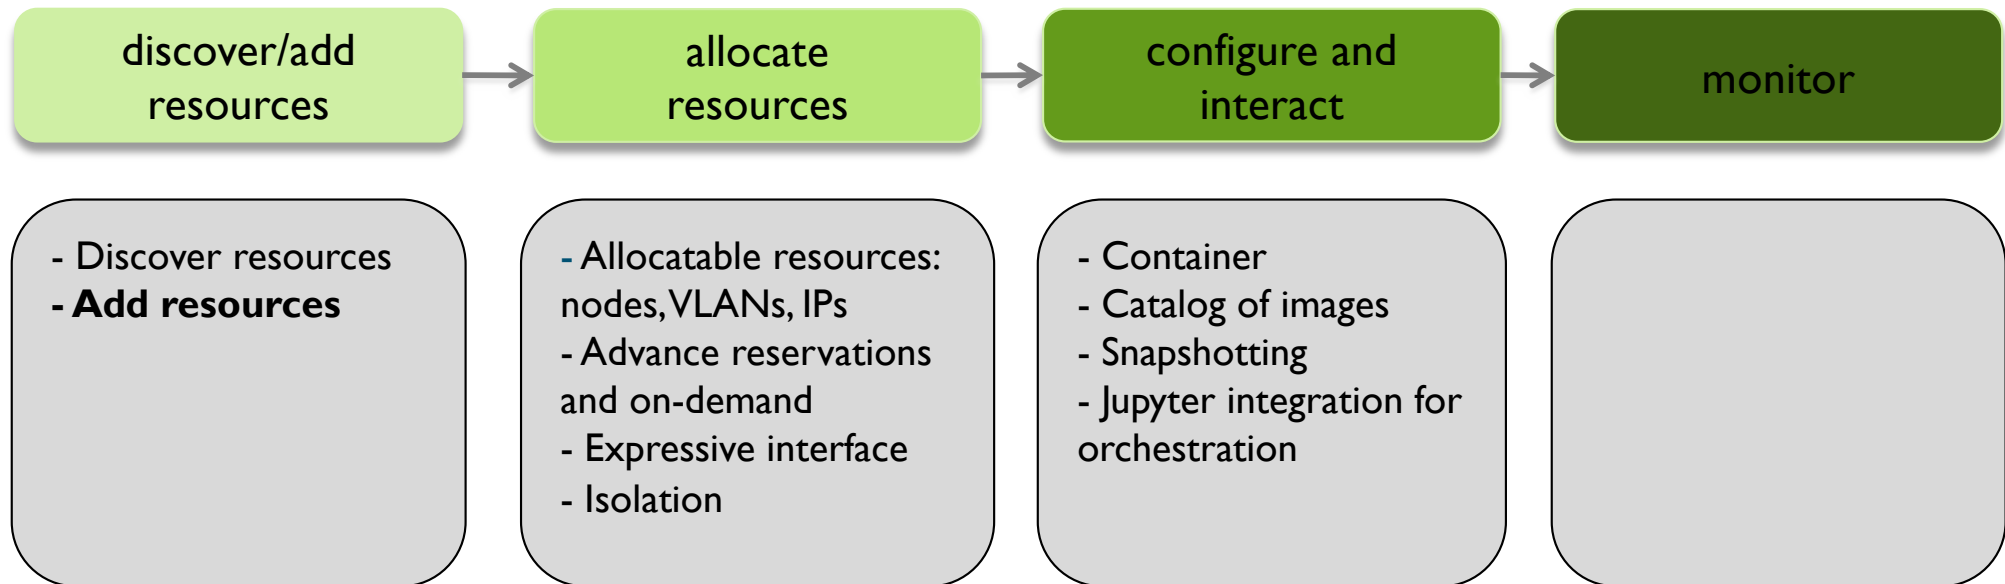 discover/add
resources
allocate
resources
configure and
interact
monitor
- Discover resources
- Add resources
- Allocatable resources:
nodes, VLANs, IPs
- Advance reservations
and on-demand
- Expressive interface
- Isolation
- Container
- Catalog of images
- Snapshotting
- Jupyter integration for
orchestration